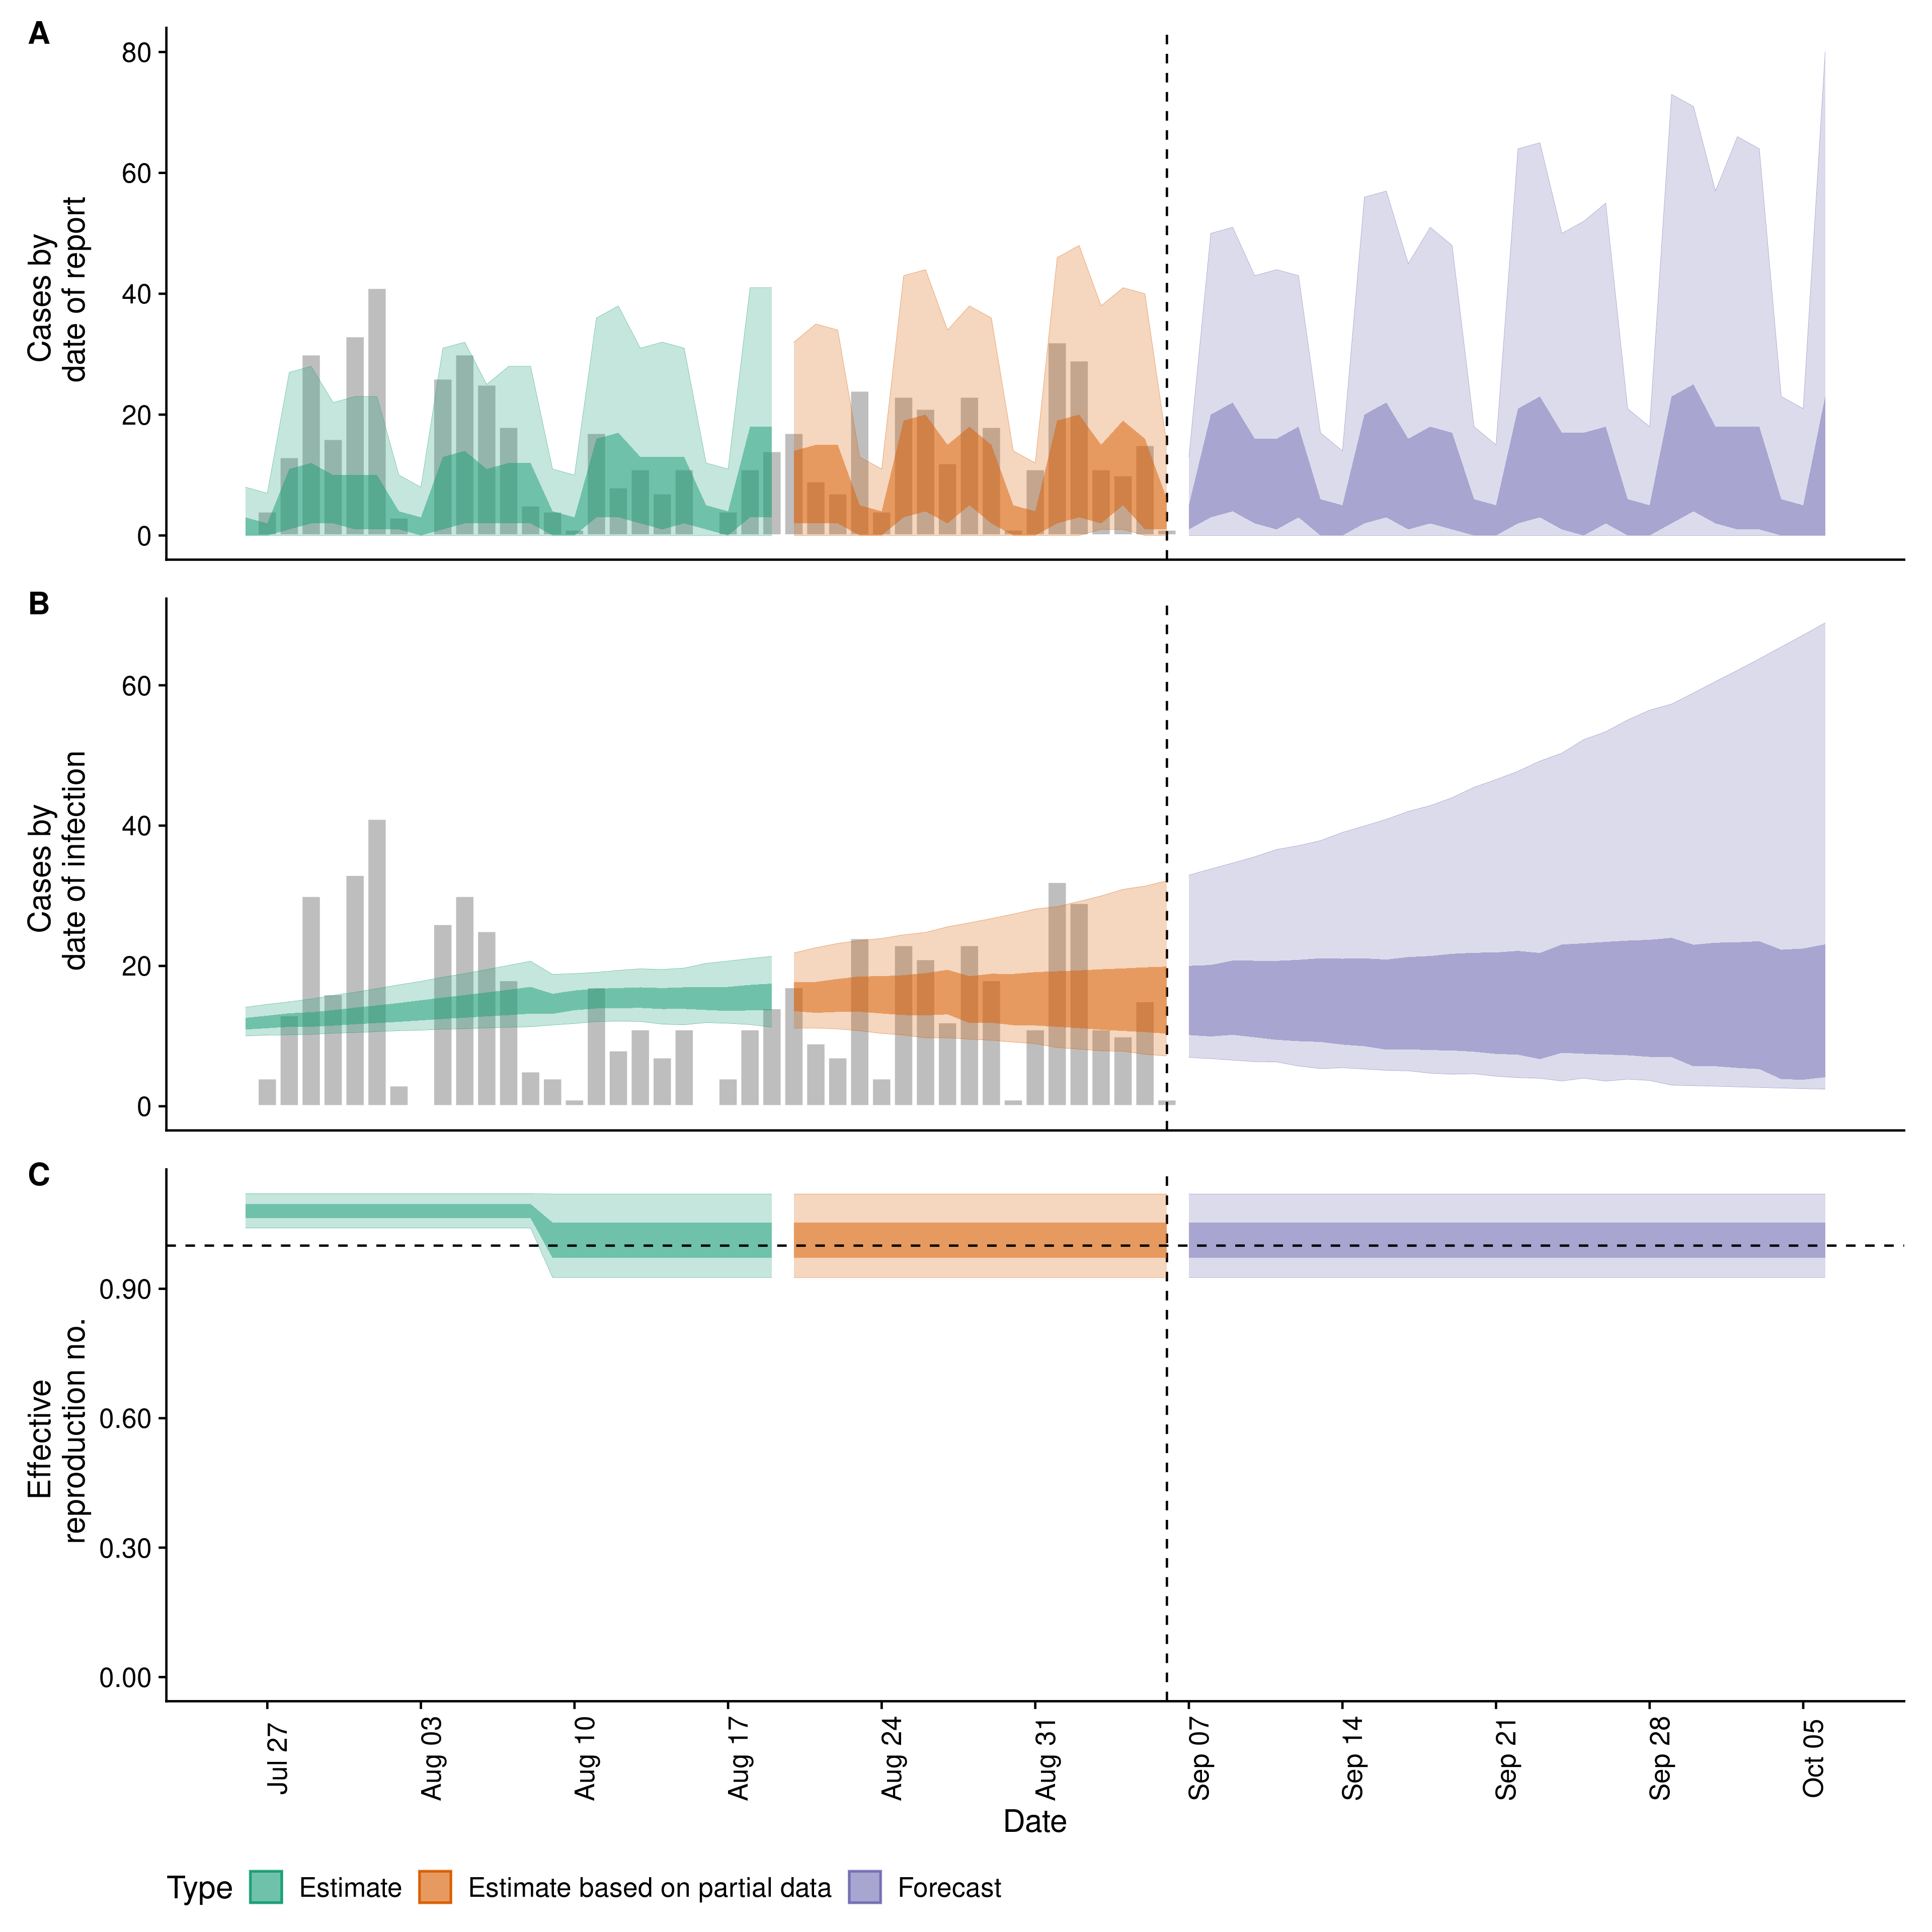 A
80
60
40
20
0
Cases by
date of report
B
60
40
20
0
Cases by
date of infection
C
0.90
0.60
0.30
0.00
Effective
reproduction no.
Jul 27
Aug 03
Aug 10
Aug 17
Aug 24
Aug 31
Sep 07
Sep 14
Sep 21
Sep 28
Oct 05
Date
Type Estimate Estimate based on partial data Forecast